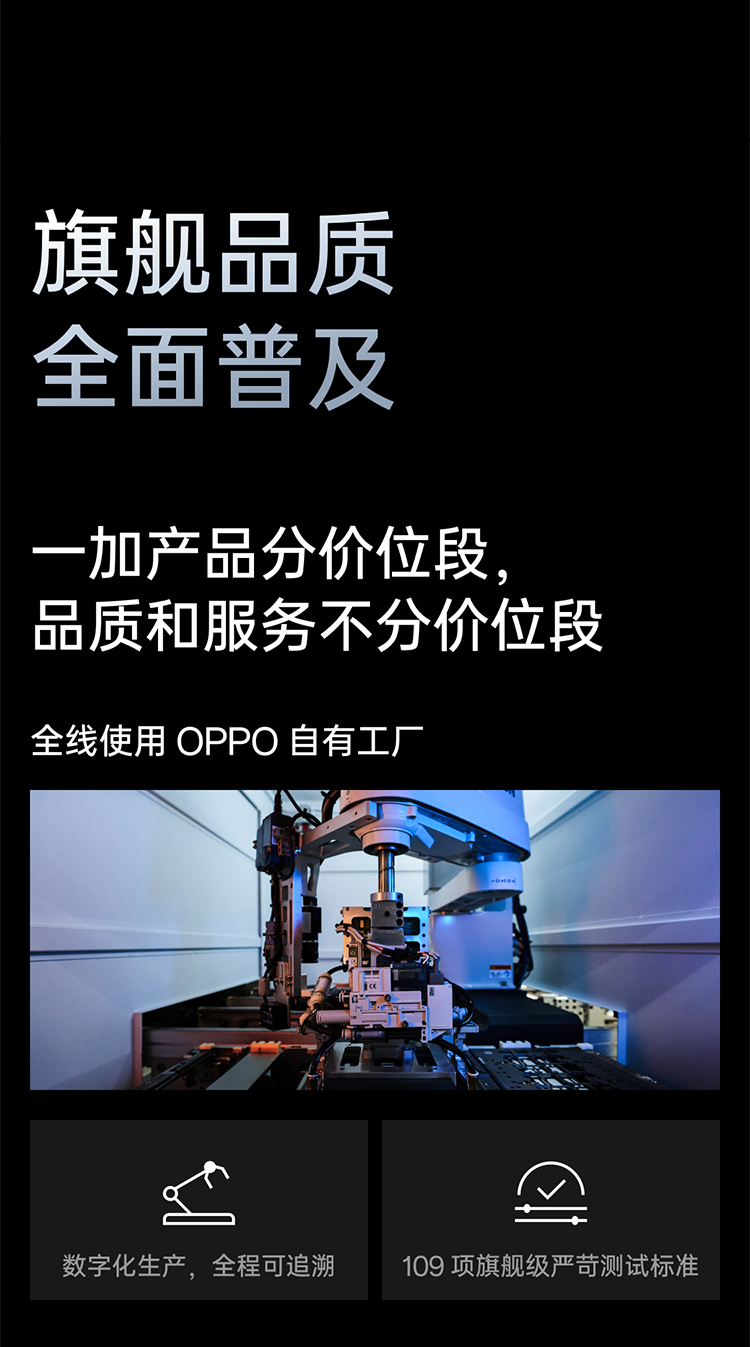 旗舰品质
全面普及
一加产品分价位段，
品质和服务不分价位段
全线使用 OPPO 自有工厂
数字化生产，全程可追溯
109 项旗舰级严苛测试标准